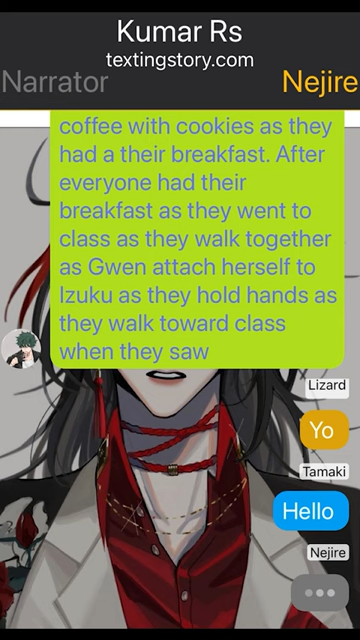 Kumar Rs
textingstory.com
Narrator
Nejire
coffee with cookies as they
had a their breakfast. After
everyone had their
breakfast as they went to
class as they walk together
as Gwen attach herself to
Izuku as they hold hands as
they walk toward class
when they saw
Lizard
Yo
Tamaki
Hello
Nejire